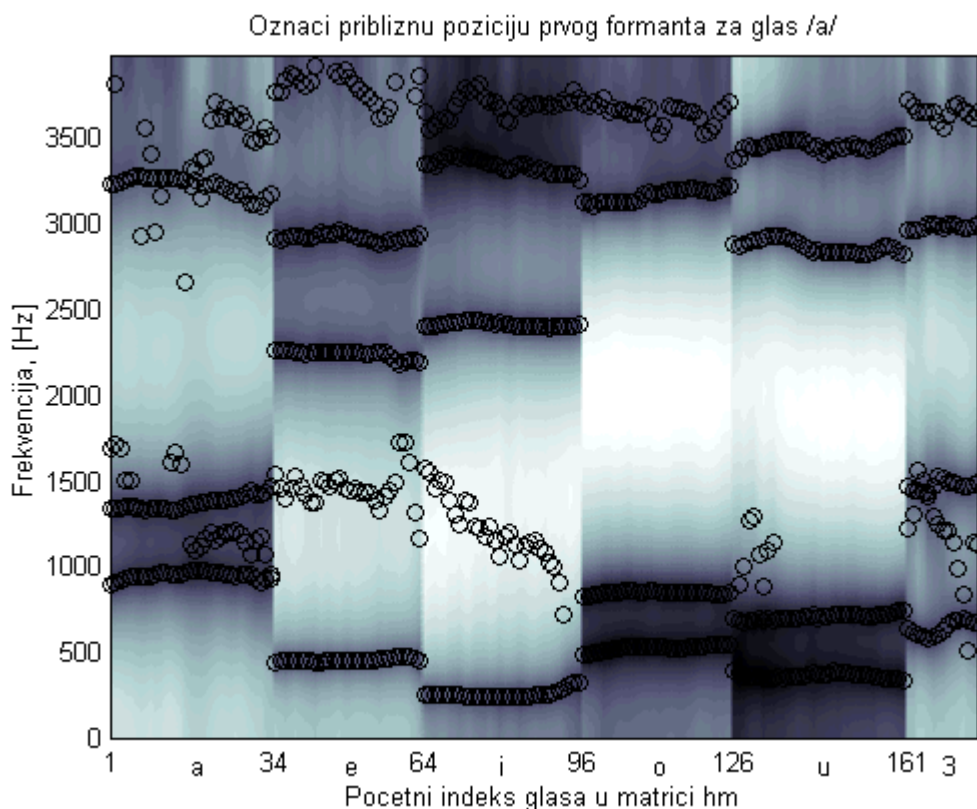 Oznaci pribliznu poziciju prvog formanta za glas /a/
Frekvencija, [Hz]
3500
3000
2500
2000
1500
1000
500
0
1 a 34 e 64 i 96 o 126 u 161 3
Pocetni indeks glasa u matrici hm